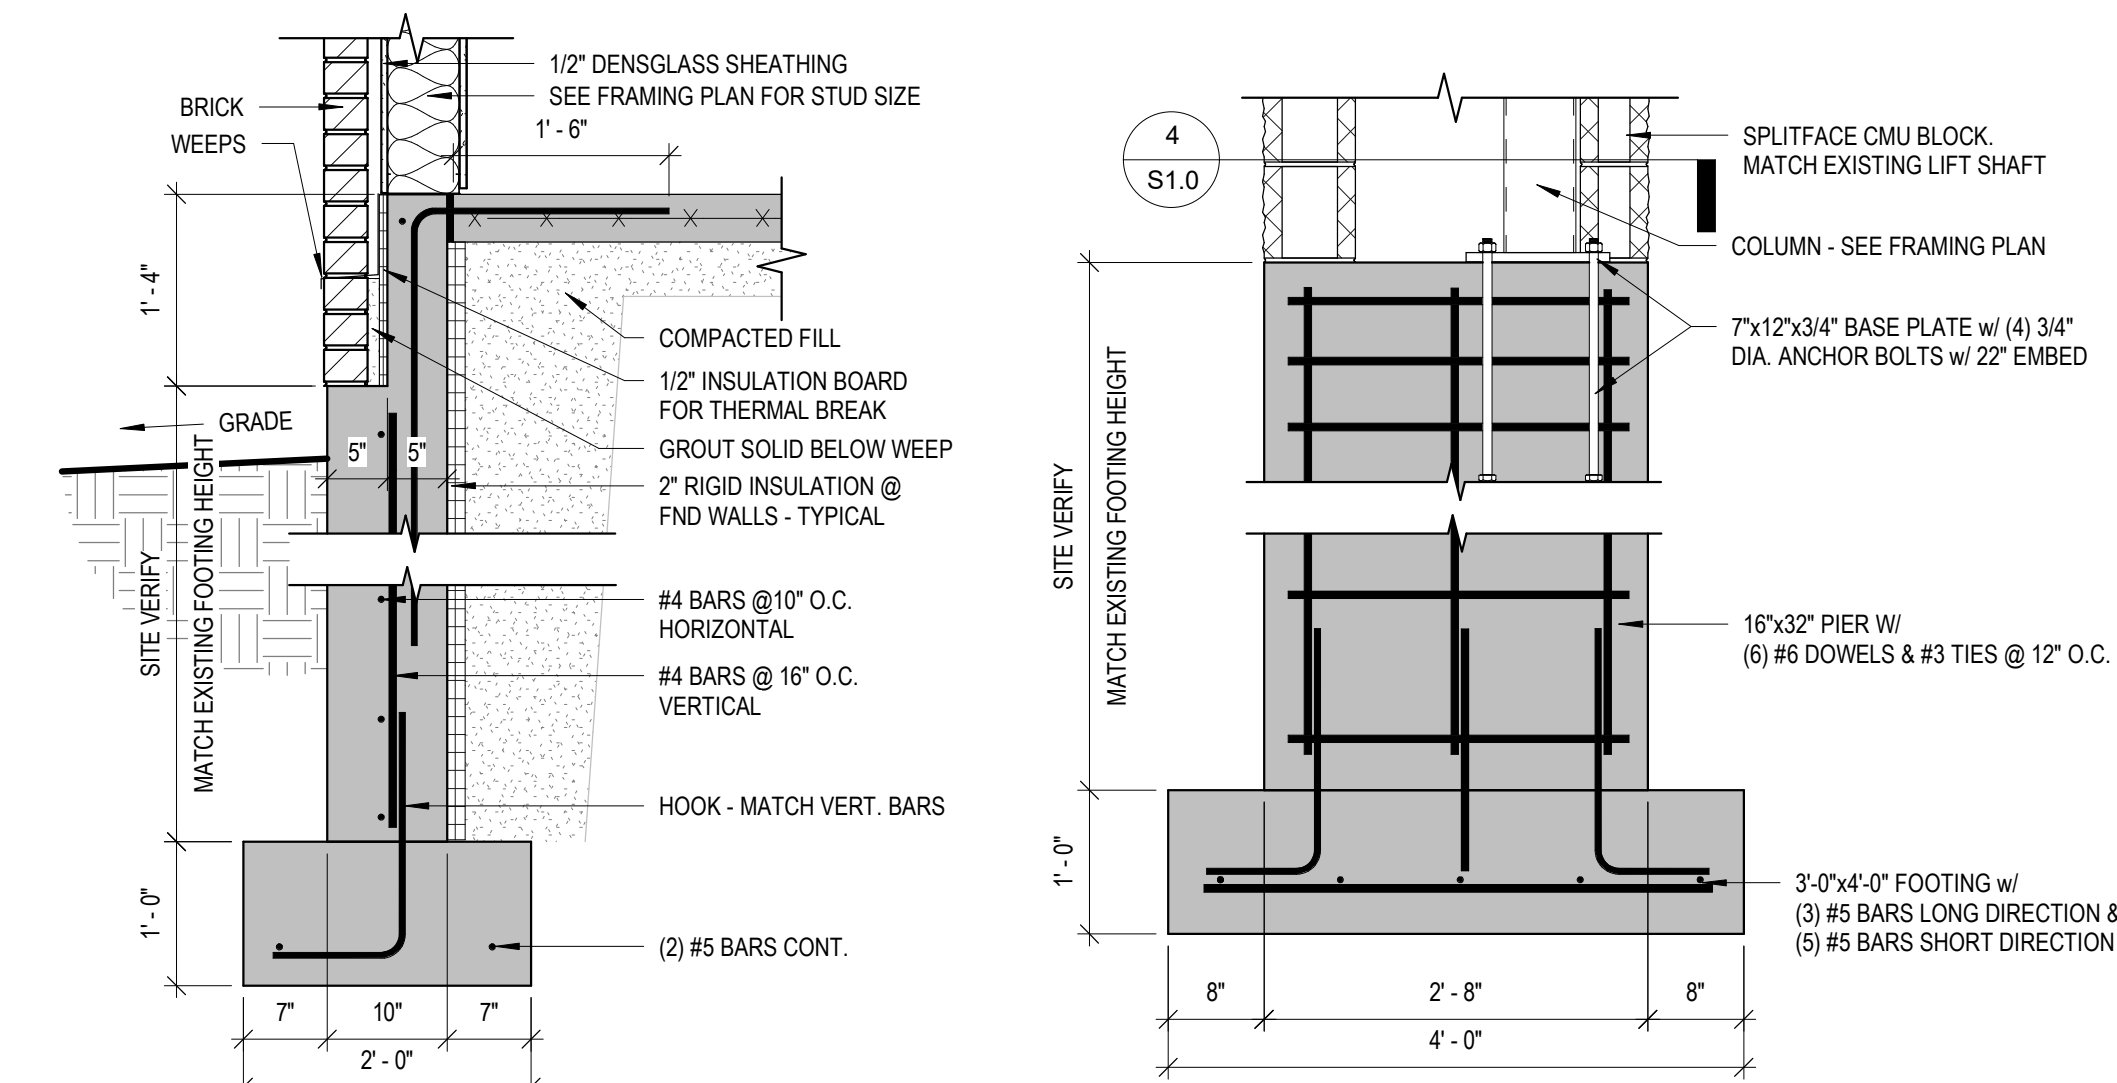 1/2" DENSGLASS SHEATHING
SEE FRAMING PLAN FOR STUD SIZE
1' - 6"
BRICK
WEEPS
1' - 4"
COMPACTED FILL
1/2" INSULATION BOARD
FOR THERMAL BREAK
GRADE
5"
5"
GROUT SOLID BELOW WEEP
2" RIGID INSULATION @
FND WALLS - TYPICAL
SITE VERIFY
MATCH EXISTING FOOTING HEIGHT
#4 BARS @10" O.C.
HORIZONTAL
#4 BARS @ 16" O.C.
VERTICAL
HOOK - MATCH VERT. BARS
1' - 0"
(2) #5 BARS CONT.
7"
10"
7"
2' - 0"
4
S1.0
SPLITFACE CMU BLOCK.
MATCH EXISTING LIFT SHAFT
COLUMN - SEE FRAMING PLAN
7"x12"x3/4" BASE PLATE w/ (4) 3/4"
DIA. ANCHOR BOLTS w/ 22" EMBED
SITE VERIFY
MATCH EXISTING FOOTING HEIGHT
16"x32" PIER W/
(6) #6 DOWELS & #3 TIES @ 12" O.C.
1' - 0"
3'-0"x4'-0" FOOTING w/
(3) #5 BARS LONG DIRECTION &
(5) #5 BARS SHORT DIRECTION
8"
2' - 8"
8"
4' - 0"